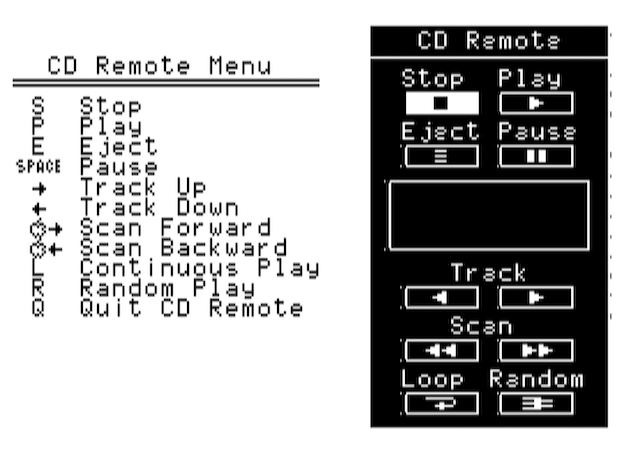 CD Remote Menu
S Stop
P Play
E Eject
SPACE Pause
→ Track Up
← Track Down
→ Scan Forward
← Scan Backward
L Continuous Play
R Random Play
Q Quit CD Remote
CD Remote
Stop Play
Eject Pause
Track
Scan
Loop Random